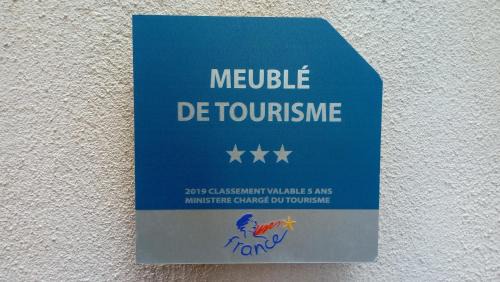 MEUBLÉ
DE TOURISME
2019 CLASSEMENT VALABLE 5 ANS
MINISTERE CHARGÉ DU TOURISME
france